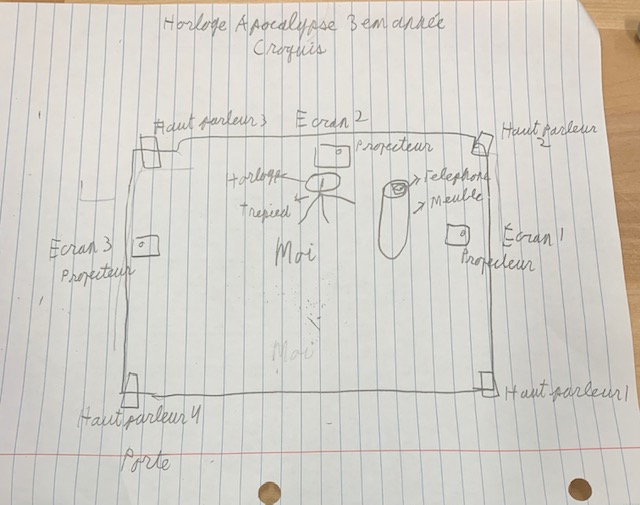 Horloge Apocalypse 3em année
Croquis
Haut parleur 3
Ecran 2
Haut parleur
2
Projecteur
Horloge
Telephone
Trepied
Meuble
Ecran 3
Projecteur
Moi
Ecran 1
Projecteur
Moi
Haut parleur 4
Haut parleur 1
Porte